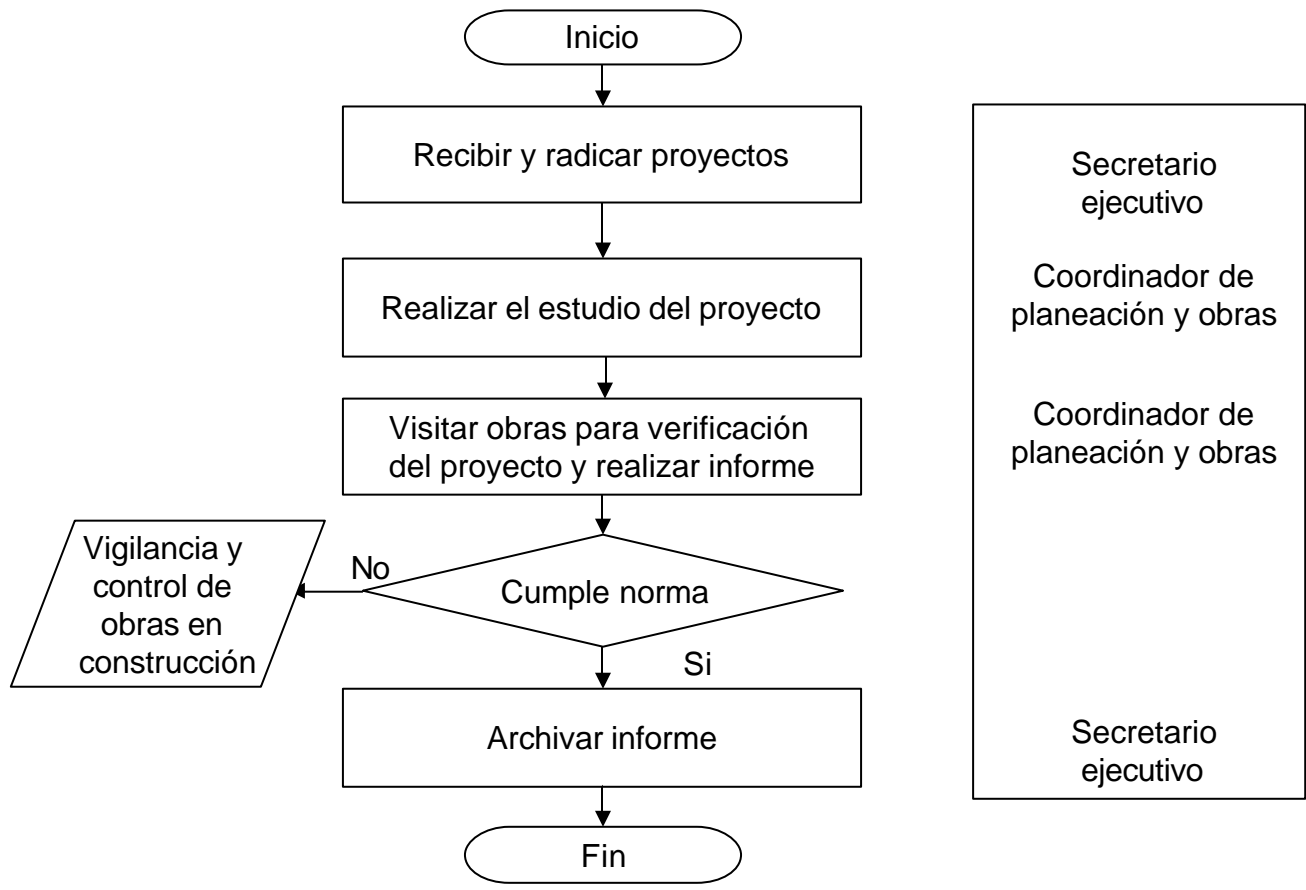 Inicio
Recibir y radicar proyectos
Secretario
ejecutivo
Realizar el estudio del proyecto
Coordinador de
planeación y obras
Visitar obras para verificación
del proyecto y realizar informe
Coordinador de
planeación y obras
Vigilancia y
control de
obras en
construcción
No
Cumple norma
Si
Archivar informe
Secretario
ejecutivo
Fin